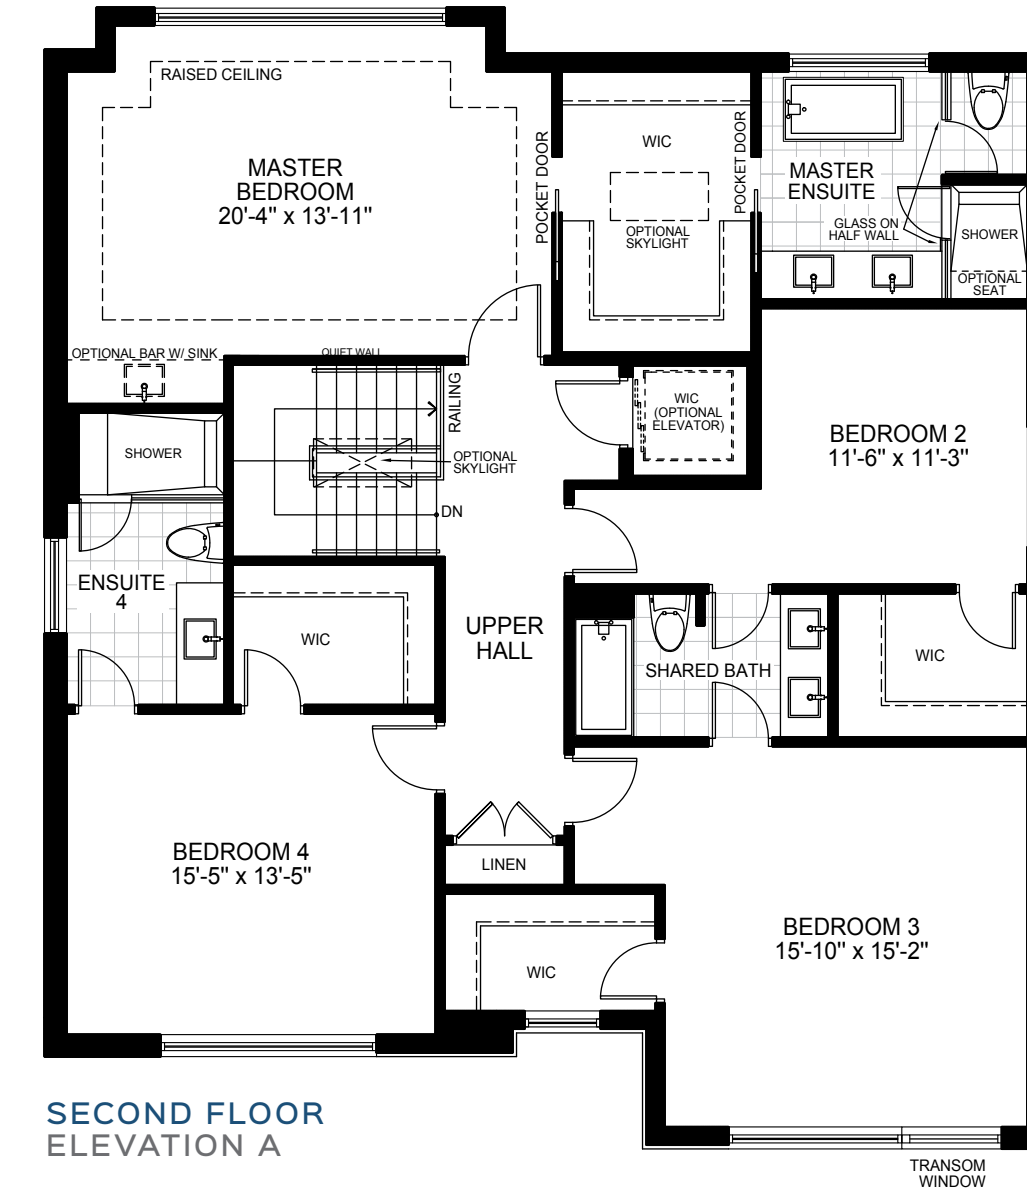 RAISED CEILING
MASTER
BEDROOM
20'-4" x 13'-11"
POCKET DOOR
WIC
OPTIONAL
SKYLIGHT
POCKET DOOR
MASTER
ENSUITE
GLASS ON
HALF WALL
SHOWER
OPTIONAL
SEAT
OPTIONAL BAR W/ SINK
QUIET WALL
RAILING
WIC
(OPTIONAL
ELEVATOR)
BEDROOM 2
11'-6" x 11'-3"
SHOWER
OPTIONAL
SKYLIGHT
DN
ENSUITE
4
WIC
UPPER
HALL
SHARED BATH
WIC
BEDROOM 4
15'-5" x 13'-5"
LINEN
BEDROOM 3
15'-10" x 15'-2"
WIC
SECOND FLOOR
ELEVATION A
TRANSOM
WINDOW